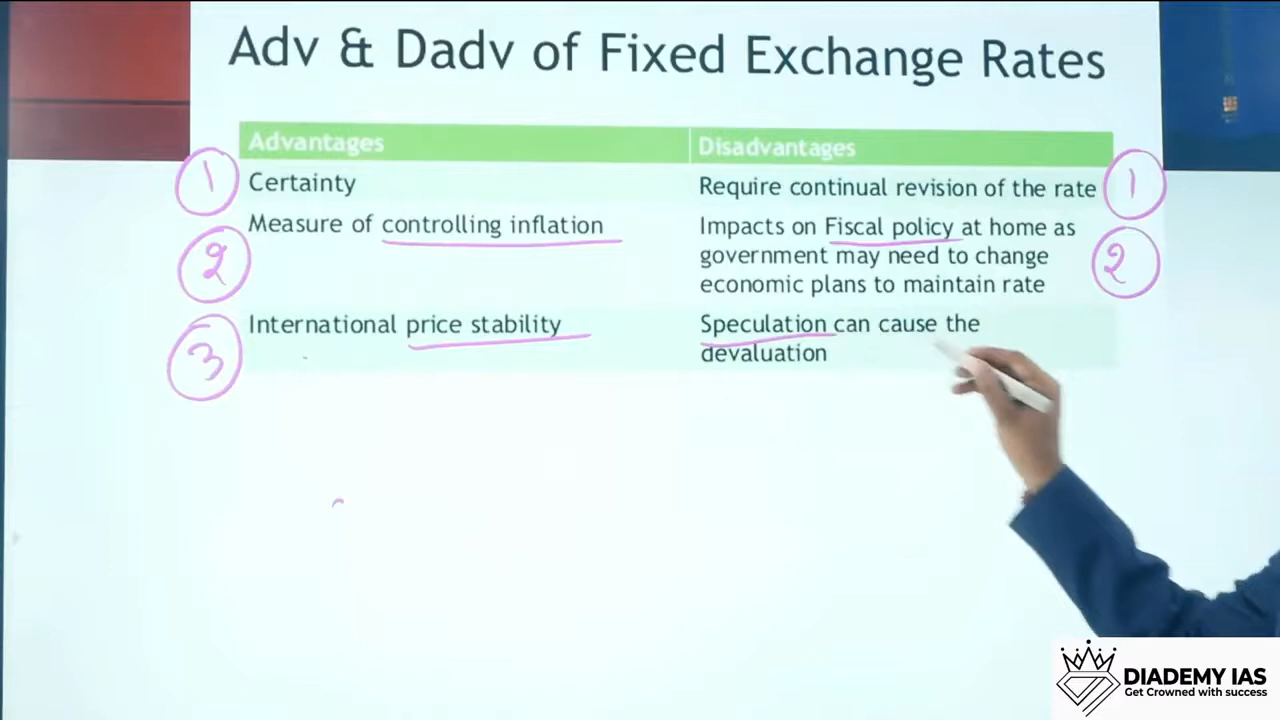 Adv & Dadv of Fixed Exchange Rates
Advantages
Disadvantages
1
Certainty
Require continual revision of the rate
1
Measure of controlling inflation
Impacts on Fiscal policy at home as
government may need to change
economic plans to maintain rate
2
2
International price stability
Speculation can cause the
devaluation
3
DIADEMY IAS
Get Crowned with success